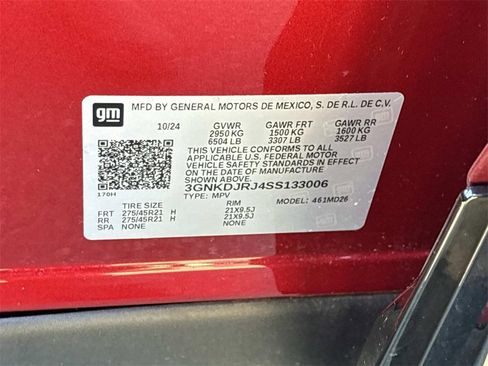 gm
MFD BY GENERAL MOTORS DE MEXICO, S. DE R.L. DE C.V.
10/24 GVWR GAWR FRT GAWR RR
2950 KG 1500 KG 1600 KG
6504 LB 3307 LB 3527 LB
THIS VEHICLE CONFORMS TO ALL
APPLICABLE U.S. FEDERAL MOTOR
VEHICLE SAFETY STANDARDS IN EFFECT ON
THE DATE OF MANUFACTURE SHOWN ABOVE.
3GNKDJRJ4SS133006
170H TYPE: MPV MODEL: 461MD26
TIRE SIZE RIM
FRT 275/45R21 H 21X9.5J
RR 275/45R21 H 21X9.5J
SPA NONE NONE